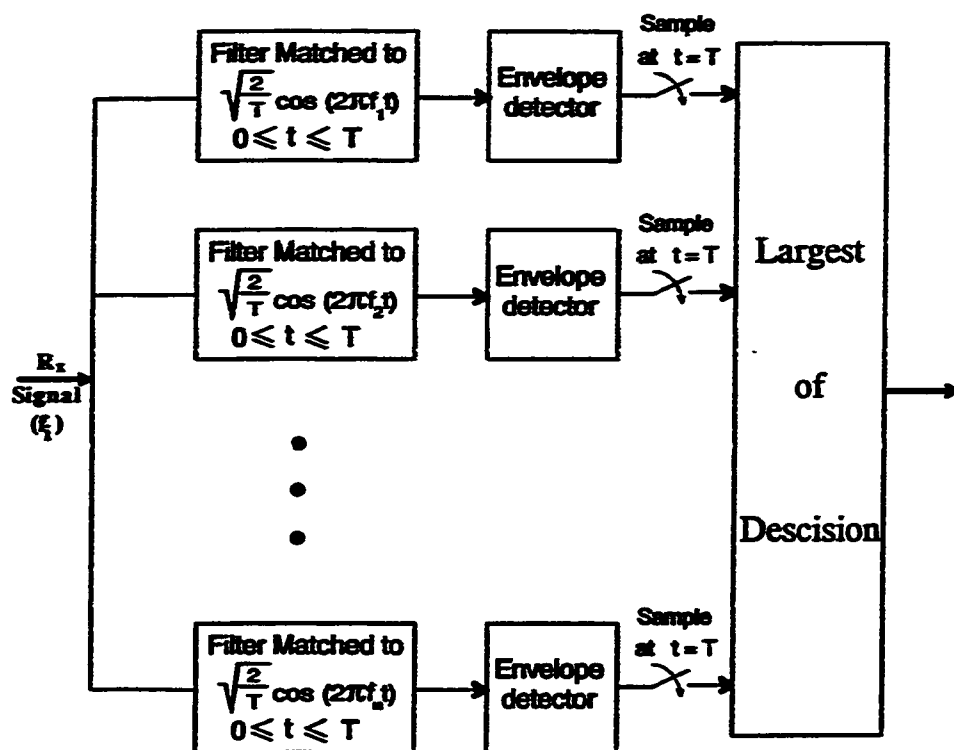 Filter Matched to
√2/T cos (2πf₁t)
0 ⩽ t ⩽ T
Envelope
detector
Sample
at t=T
Filter Matched to
√2/T cos (2πf₂t)
0 ⩽ t ⩽ T
Envelope
detector
Sample
at t=T
Largest
of
Descision
Rx
Signal
Filter Matched to
√2/T cos (2πfₘt)
0 ⩽ t ⩽ T
Envelope
detector
Sample
at t=T